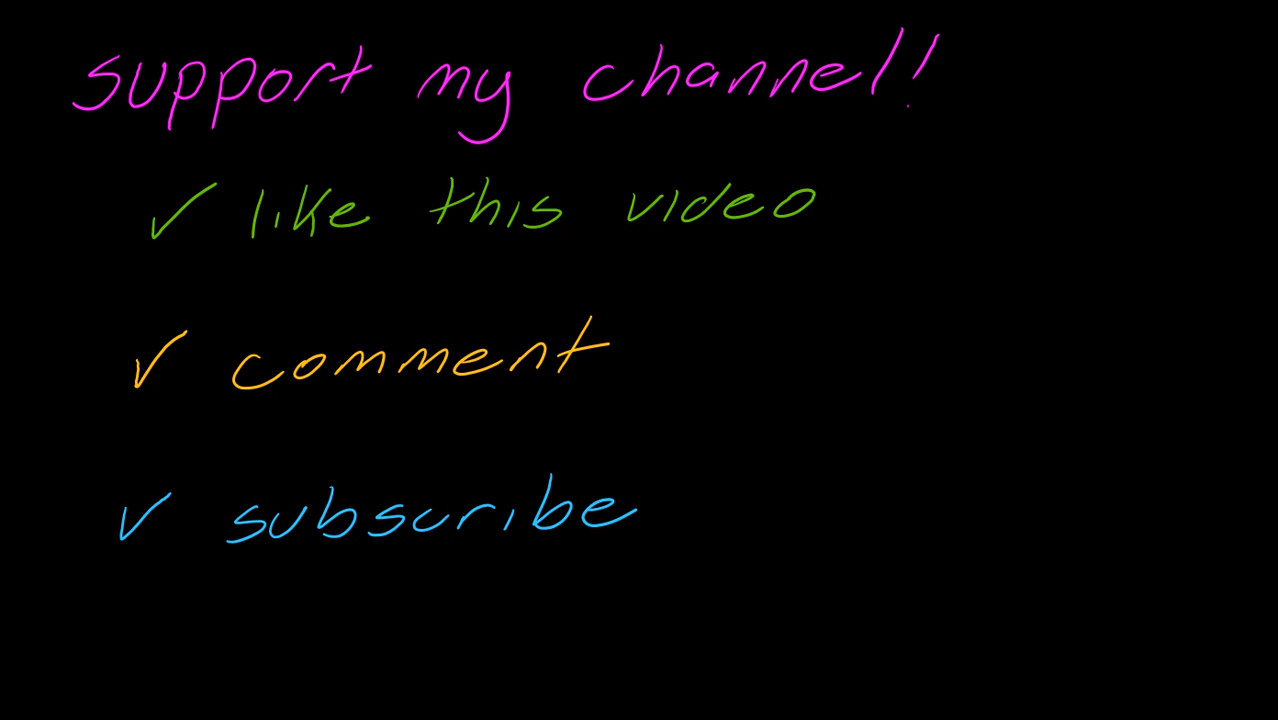 support my channel!
✓ like this video
✓ comment
✓ subscribe